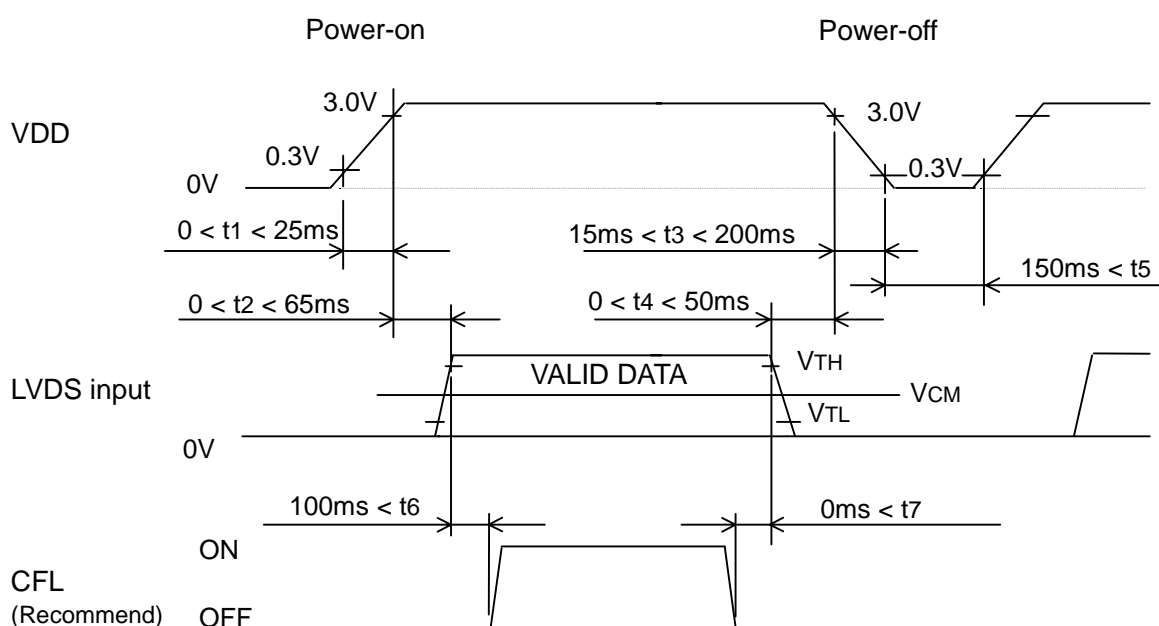 Power-on Power-off
3.0V 3.0V
VDD
0.3V 0.3V
0V
0 < t1 < 25ms 15ms < t3 < 200ms
150ms < t5
0 < t2 < 65ms 0 < t4 < 50ms
VALID DATA VTH
LVDS input VCM
VTL
0V
100ms < t6 0ms < t7
ON
CFL
(Recommend) OFF